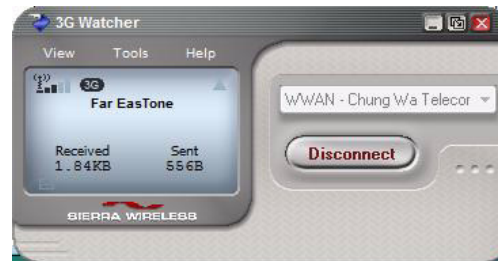 3G Watcher
View Tools Help
3G
Far EasTone
Received Sent
1.84KB 556B
SIERRA WIRELESS
WWAN - Chung Wa Telecor
Disconnect